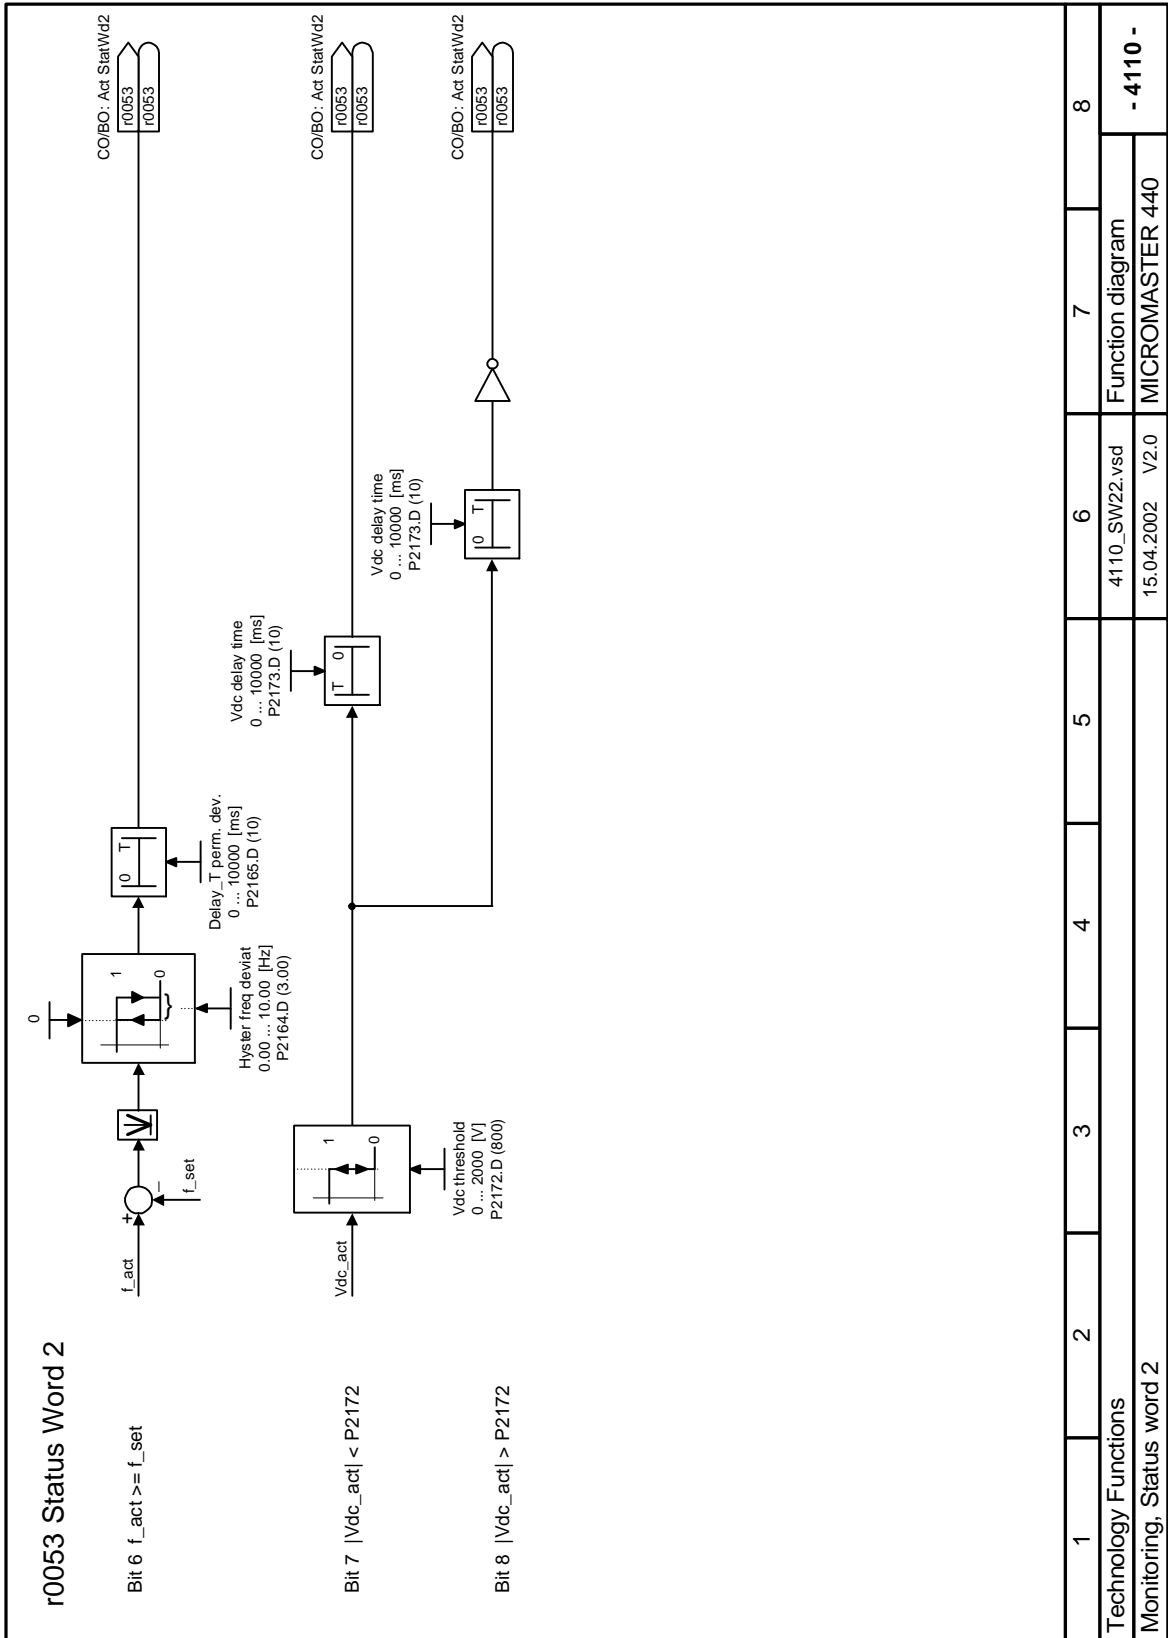 r0053 Status Word 2
Bit 6 f_act >= f_set
f_act
+
–
f_set
0
1
0
Hyster freq deviat
0.00 ... 10.00 [Hz]
P2164.D (3.00)
0 T
Delay_T perm. dev.
0 ... 10000 [ms]
P2165.D (10)
CO/BO: Act StatWd2
r0053
r0053
Bit 7 |Vdc_act| < P2172
Vdc_act
1
0
Vdc threshold
0 ... 2000 [V]
P2172.D (800)
Vdc delay time
0 ... 10000 [ms]
P2173.D (10)
T 0
CO/BO: Act StatWd2
r0053
r0053
Bit 8 |Vdc_act| > P2172
Vdc delay time
0 ... 10000 [ms]
P2173.D (10)
0 T
CO/BO: Act StatWd2
r0053
r0053
1 2 3 4 5 6 7 8
Technology Functions
4110_SW22.vsd
Function diagram
- 4110 -
Monitoring, Status word 2
15.04.2002 V2.0
MICROMASTER 440